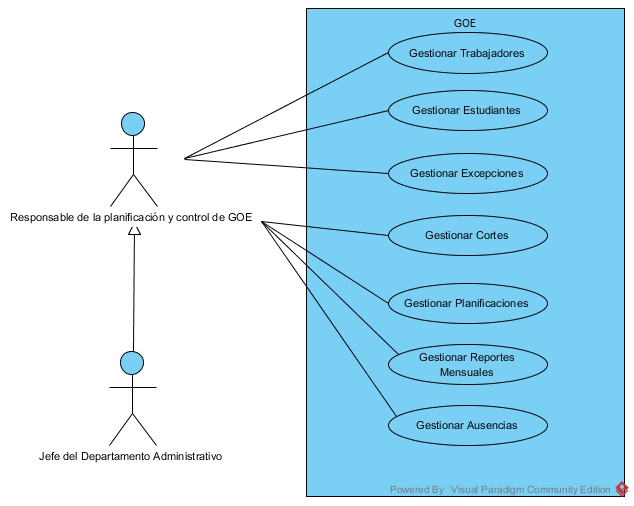 GOE
Gestionar Trabajadores
Gestionar Estudiantes
Gestionar Excepciones
Responsable de la planificación y control de GOE
Gestionar Cortes
Gestionar Planificaciones
Gestionar Reportes
Mensuales
Gestionar Ausencias
Jefe del Departamento Administrativo
Powered By Visual Paradigm Community Edition